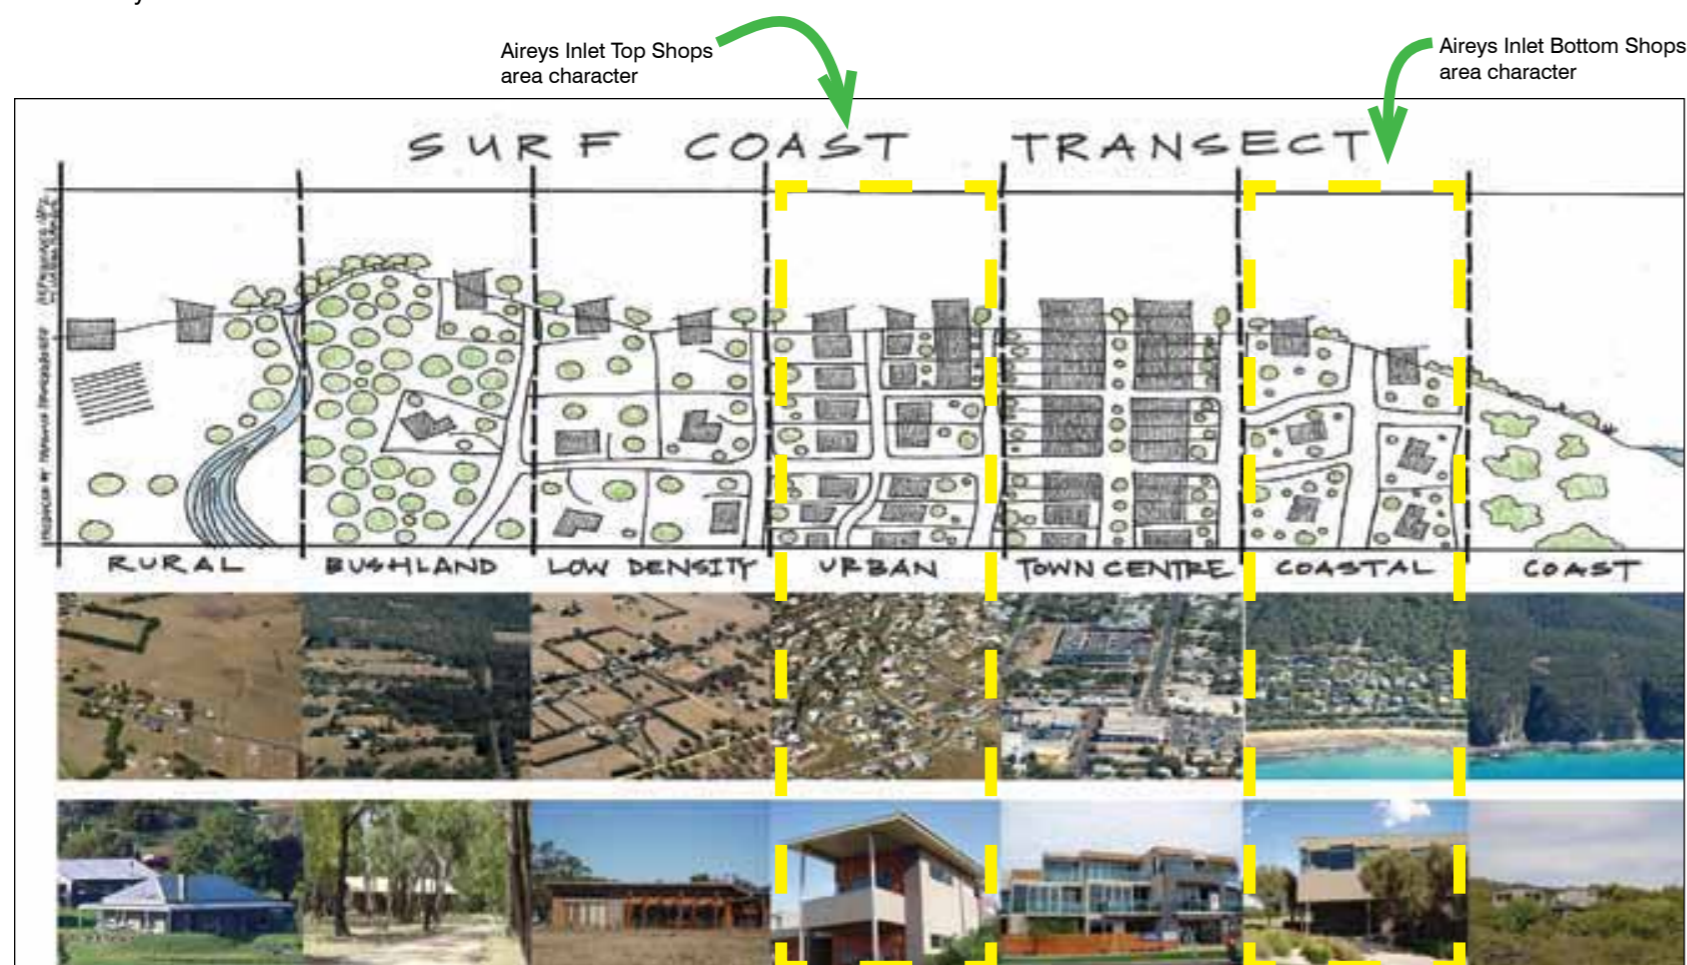 Aireys Inlet Top Shops
area character
Aireys Inlet Bottom Shops
area character
SURF COAST TRANSECT
RURAL
BUSHLAND
LOW DENSITY
URBAN
TOWN CENTRE
COASTAL
COAST